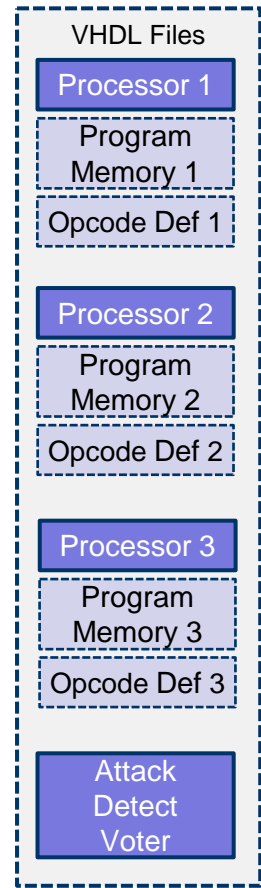 VHDL Files
Processor 1
Program
Memory 1
Opcode Def 1
Processor 2
Program
Memory 2
Opcode Def 2
Processor 3
Program
Memory 3
Opcode Def 3
Attack
Detect
Voter